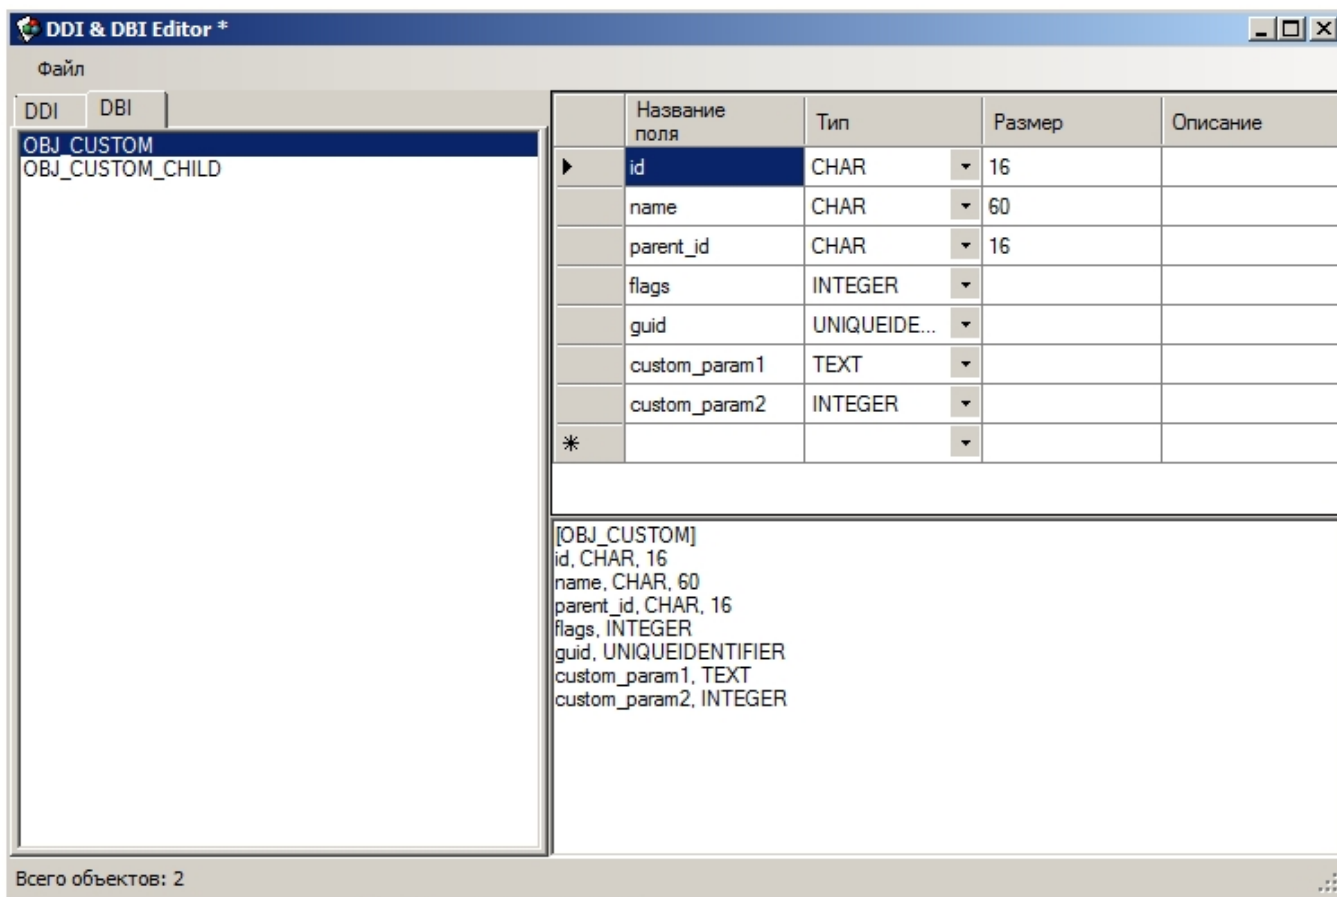 DDI & DBI Editor *
Файл
DDI DBI
OBJ_CUSTOM
OBJ_CUSTOM_CHILD
Название поля Тип Размер Описание
id CHAR 16
name CHAR 60
parent_id CHAR 16
flags INTEGER
guid UNIQUEIDE...
custom_param1 TEXT
custom_param2 INTEGER
[OBJ_CUSTOM]
id, CHAR, 16
name, CHAR, 60
parent_id, CHAR, 16
flags, INTEGER
guid, UNIQUEIDENTIFIER
custom_param1, TEXT
custom_param2, INTEGER
Всего объектов: 2